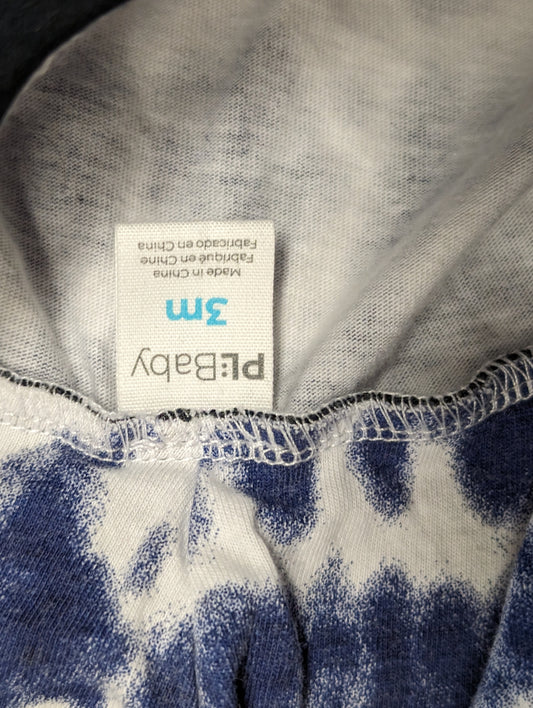 PL:Baby
3m
Made in China
Fabriqué en Chine
Fabricado en China